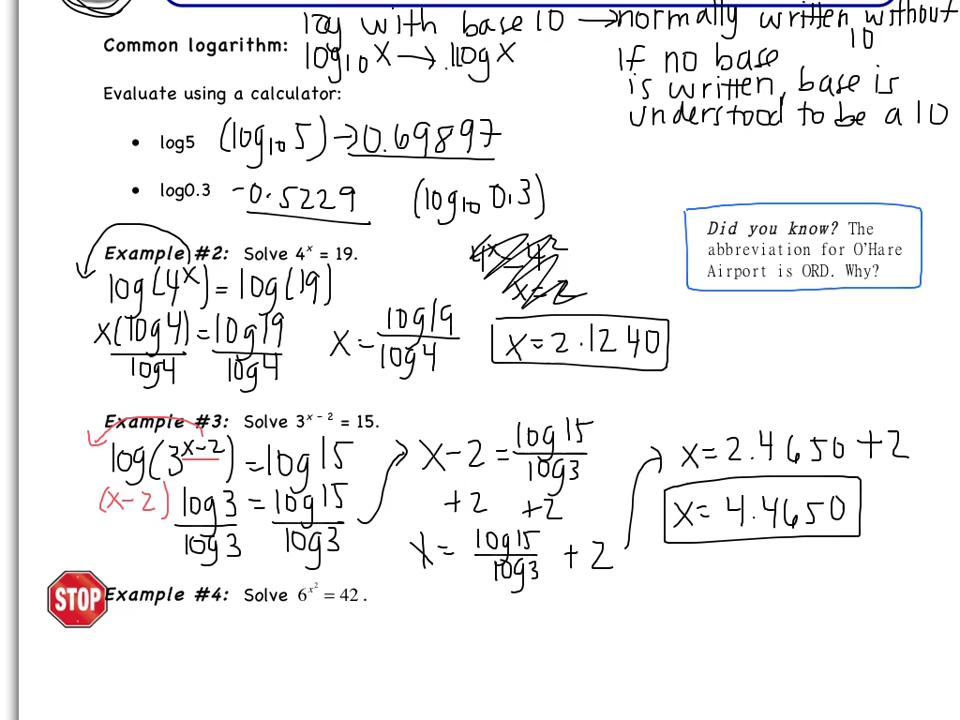 log with base 10 → normally written without 10
Common logarithm: log₁₀ x → log x
If no base
is written, base is
understood to be a 10
Evaluate using a calculator:
• log5 (log₁₀ 5) → 0.69897
• log0.3 -0.5229 (log₁₀ 0.3)
Did you know? The
abbreviation for O'Hare
Airport is ORD. Why?
Example #2: Solve 4ˣ = 19.
log(4ˣ) = log(19)
x(log4)/log4 = log19/log4
x = log19/log4
x = 2.1240
Example #3: Solve 3ˣ⁻² = 15.
log(3ˣ⁻²) = log15
(x-2) log3/log3 = log15/log3
x-2 = log15/log3
+2 +2
x = log15/log3 + 2
x = 2.4650 + 2
x = 4.4650
STOP Example #4: Solve 6^x² = 42.